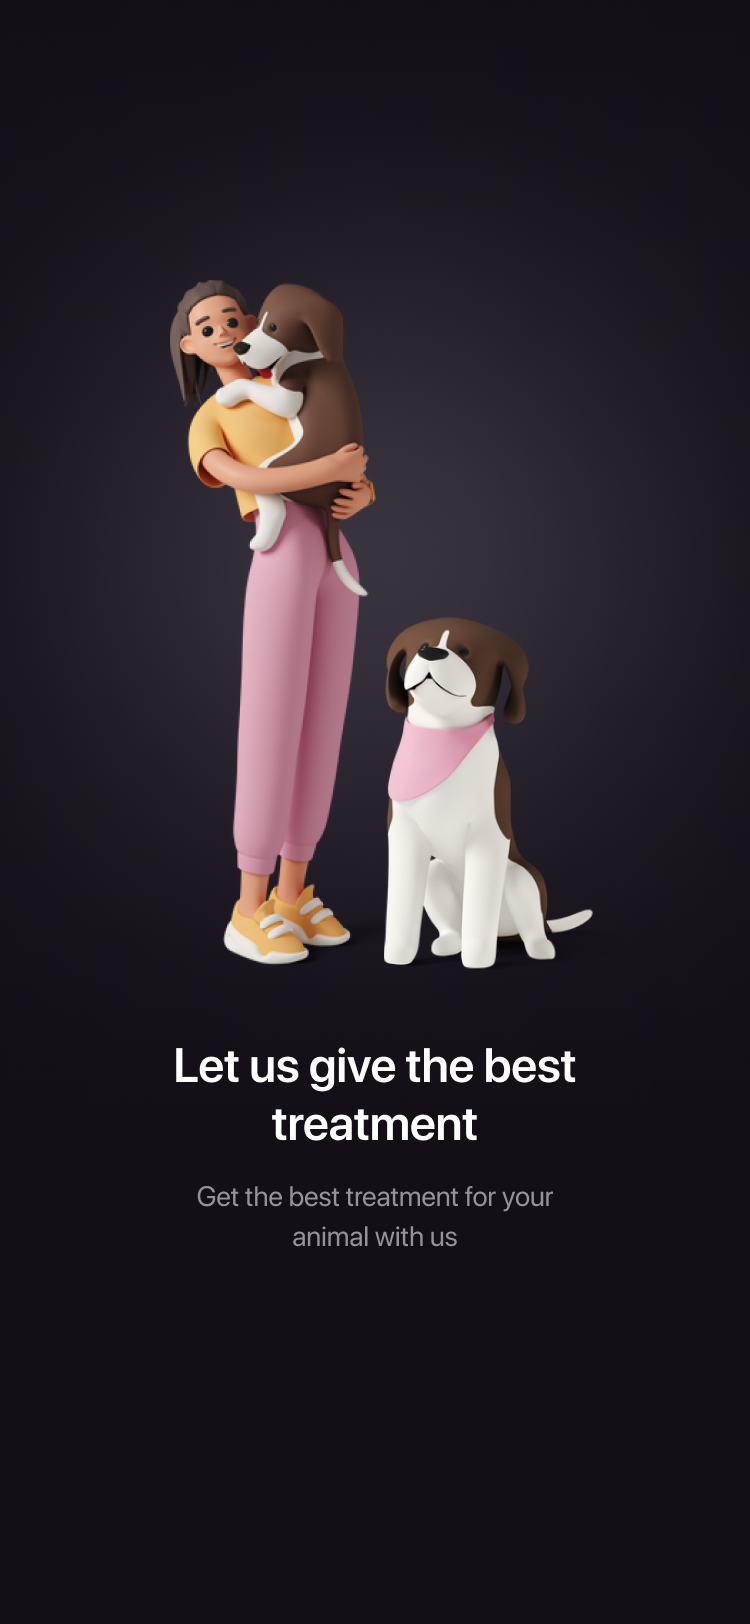 Let us give the best
treatment
Get the best treatment for your
animal with us